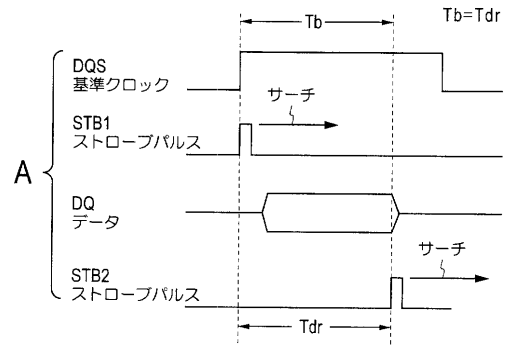 Tb
Tb=Tdr
DQS
基準クロック
サーチ
STB1
ストローブパルス
A
DQ
データ
サーチ
STB2
ストローブパルス
Tdr